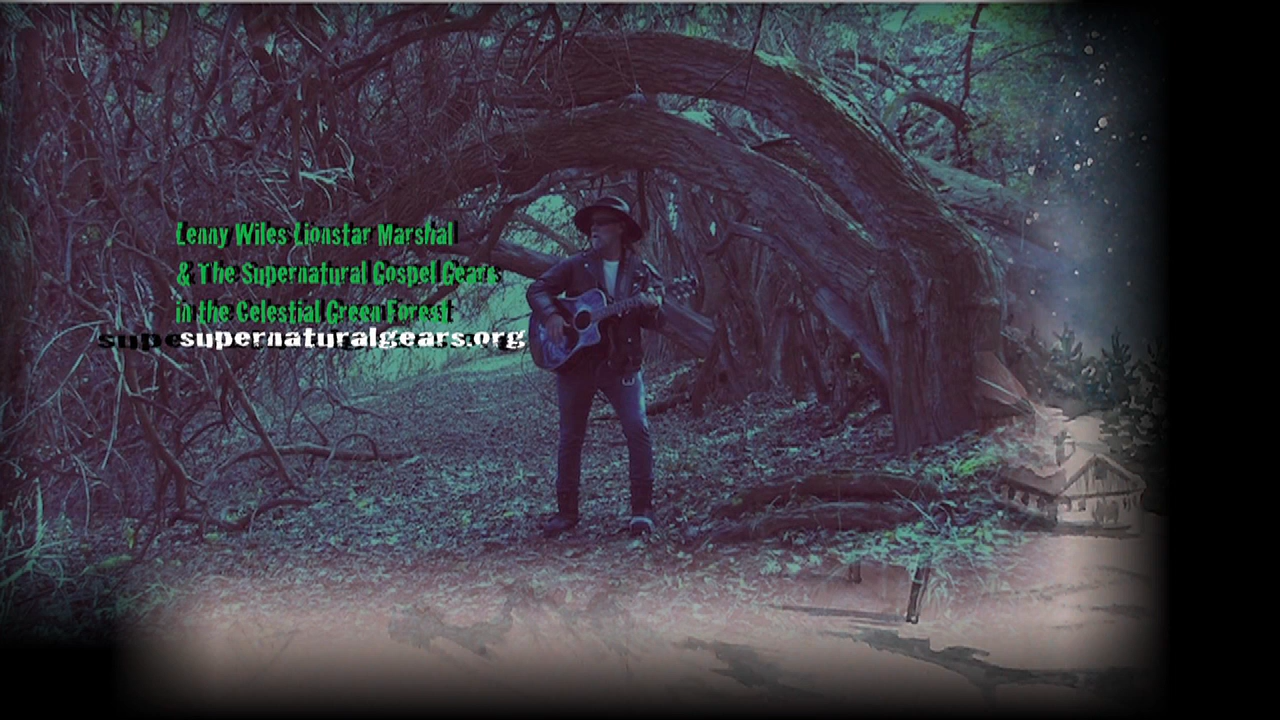 Lenny Wiles Lionstar Marshal
& The Supernatural Gospel Gears
in the Celestial Green Forest
supernaturalgears.org